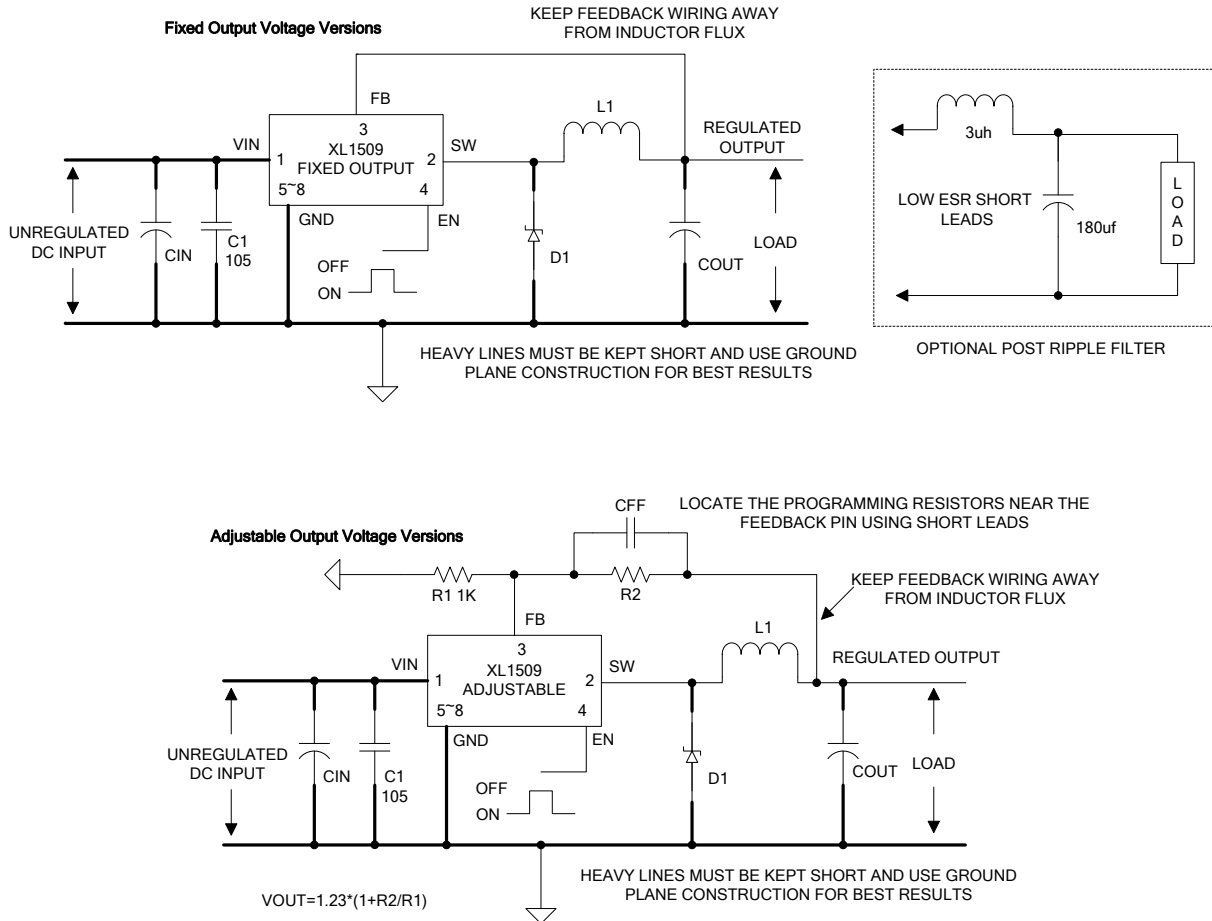 Fixed Output Voltage Versions
KEEP FEEDBACK WIRING AWAY
FROM INDUCTOR FLUX
FB
L1
3uh
VIN
3
SW
REGULATED
OUTPUT
XL1509
1
2
FIXED OUTPUT
5~8
4
GND
EN
LOW ESR SHORT
LEADS
LOAD
UNREGULATED
DC INPUT
CIN
C1
105
OFF
ON
D1
COUT
LOAD
180uf
HEAVY LINES MUST BE KEPT SHORT AND USE GROUND
PLANE CONSTRUCTION FOR BEST RESULTS
OPTIONAL POST RIPPLE FILTER
Adjustable Output Voltage Versions
CFF
LOCATE THE PROGRAMMING RESISTORS NEAR THE
FEEDBACK PIN USING SHORT LEADS
R1 1K
R2
KEEP FEEDBACK WIRING AWAY
FROM INDUCTOR FLUX
FB
L1
VIN
3
SW
REGULATED OUTPUT
XL1509
1
2
ADJUSTABLE
5~8
4
GND
EN
UNREGULATED
DC INPUT
CIN
C1
105
OFF
ON
D1
COUT
LOAD
HEAVY LINES MUST BE KEPT SHORT AND USE GROUND
PLANE CONSTRUCTION FOR BEST RESULTS
VOUT=1.23*(1+R2/R1)